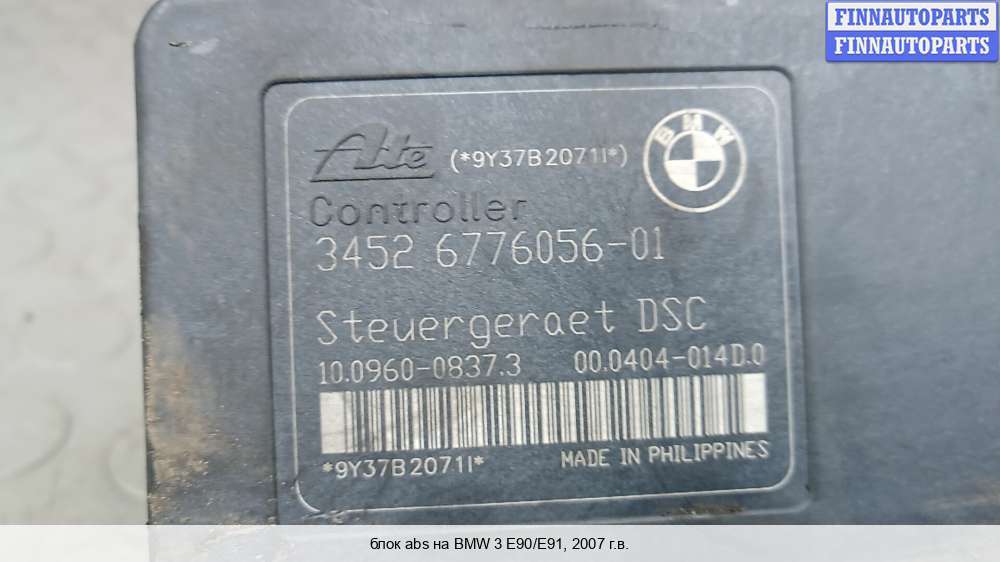 FINNAUTOPARTS
FINNAUTOPARTS
Ate (*9Y37B2071I*)
BMW
Controller
3452 6776056-01
Steuergeraet DSC
10.0960-0837.3 00.0404-014D.0
*9Y37B2071I* MADE IN PHILIPPINES
блок abs на BMW 3 E90/E91, 2007 г.в.